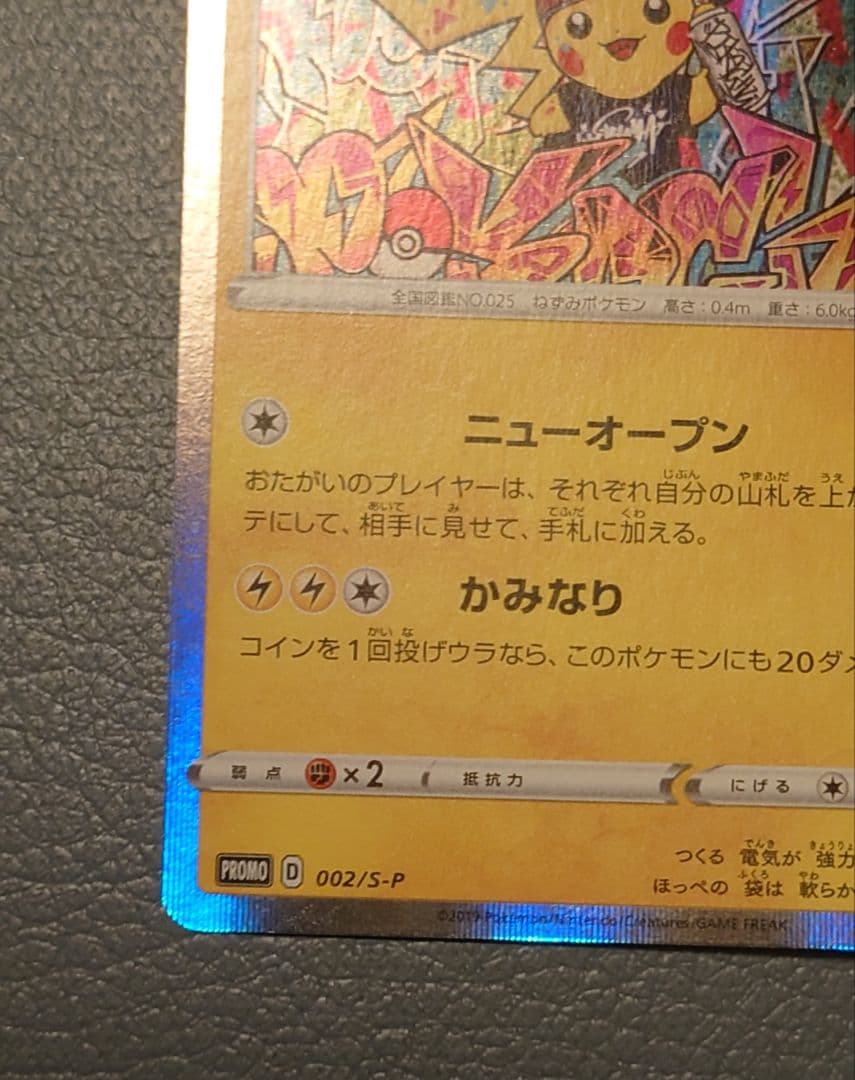 全国図鑑NO.025 ねずみポケモン 高さ:0.4m 重さ:6.0kg
ニューオープン
おたがいのプレイヤーは、それぞれ自分の山札を上か
テにして、相手に見せて、手札に加える。
かみなり
コインを1回投げウラなら、このポケモンにも20ダメ
弱点 ×2 抵抗力 にげる
つくる 電気が 強力
PROMO D 002/S-P
ほっぺの 袋は 軟らか
©2019 Pokémon/Nintendo/Creatures/GAME FREAK